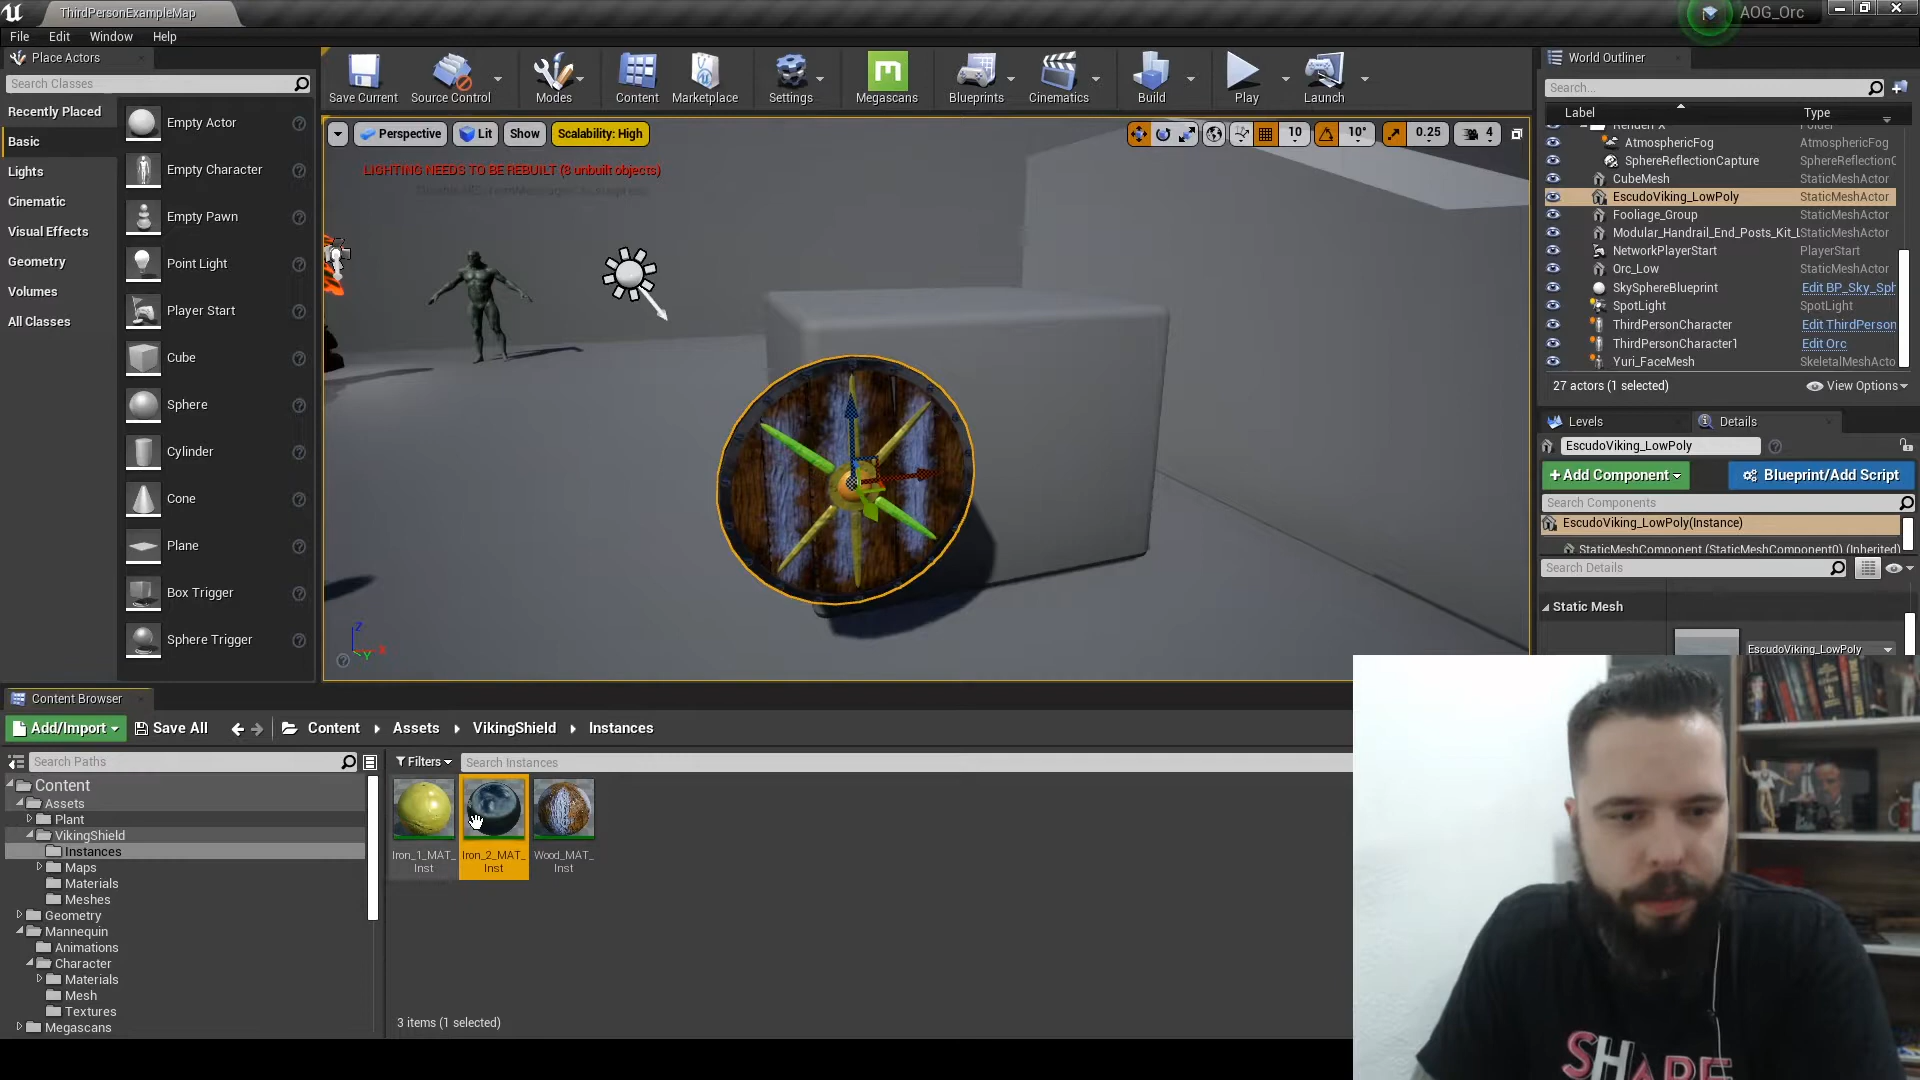 ThirdPersonExampleMap
AOG_Orc
File Edit Window Help
Place Actors
Search Classes
Recently Placed
Basic
Lights
Cinematic
Visual Effects
Geometry
Volumes
All Classes
Empty Actor
Empty Character
Empty Pawn
Point Light
Player Start
Cube
Sphere
Cylinder
Cone
Plane
Box Trigger
Sphere Trigger
Save Current
Source Control
Modes
Content
Marketplace
Settings
Megascans
Blueprints
Cinematics
Build
Play
Launch
Perspective Lit Show Scalability: High
10 10° 0.25 4
LIGHTING NEEDS TO BE REBUILT (8 unbuilt objects)
World Outliner
Search...
Label Type
RenderFX Folder
AtmosphericFog AtmosphericFog
SphereReflectionCapture SphereReflectionC
CubeMesh StaticMeshActor
EscudoViking_LowPoly StaticMeshActor
Fooliage_Group StaticMeshActor
Modular_Handrail_End_Posts_Kit_L StaticMeshActor
NetworkPlayerStart PlayerStart
Orc_Low StaticMeshActor
SkySphereBlueprint Edit BP_Sky_Sph
SpotLight SpotLight
ThirdPersonCharacter Edit ThirdPerson
ThirdPersonCharacter1 Edit Orc
Yuri_FaceMesh SkeletalMeshActo
27 actors (1 selected) View Options
Levels Details
EscudoViking_LowPoly
+Add Component Blueprint/Add Script
Search Components
EscudoViking_LowPoly(Instance)
StaticMeshComponent (StaticMeshComponent0) (Inherited)
Search Details
Static Mesh
EscudoViking_LowPoly
X
Y
Z
Content Browser
Add/Import Save All Content Assets VikingShield Instances
Search Paths
Filters Search Instances
Content
Assets
Plant
VikingShield
Instances
Maps
Materials
Meshes
Geometry
Mannequin
Animations
Character
Materials
Mesh
Textures
Megascans
Iron_1_MAT_
Inst
Iron_2_MAT_
Inst
Wood_MAT_
Inst
3 items (1 selected)
SHARE